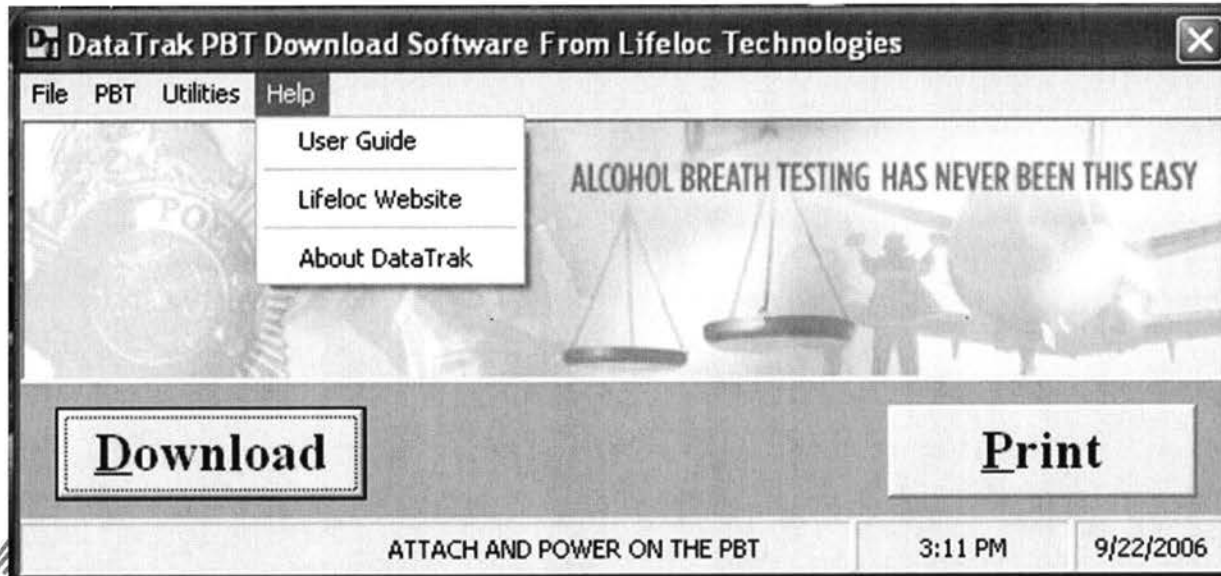 DT DataTrak PBT Download Software From Lifeloc Technologies
File PBT Utilities Help
User Guide
Lifeloc Website
About DataTrak
ALCOHOL BREATH TESTING HAS NEVER BEEN THIS EASY
Download
Print
ATTACH AND POWER ON THE PBT 3:11 PM 9/22/2006